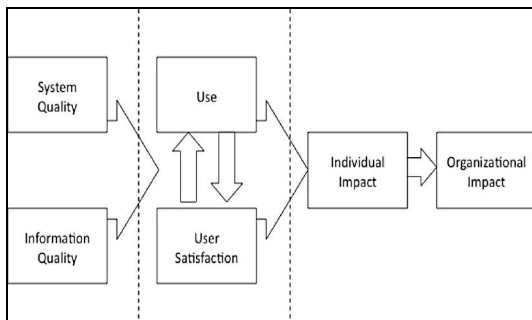 System
Quality
Use
Individual
Impact
Organizational
Impact
Information
Quality
User
Satisfaction